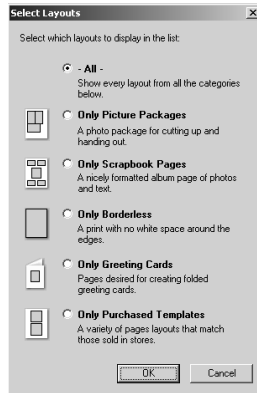 Select Layouts
Select which layouts to display in the list:
- All -
Show every layout from all the categories
below.
Only Picture Packages
A photo package for cutting up and
handing out.
Only Scrapbook Pages
A nicely formatted album page of photos
and text.
Only Borderless
A print with no white space around the
edges.
Only Greeting Cards
Pages desired for creating folded
greeting cards.
Only Purchased Templates
A variety of pages layouts that match
those sold in stores.
OK
Cancel